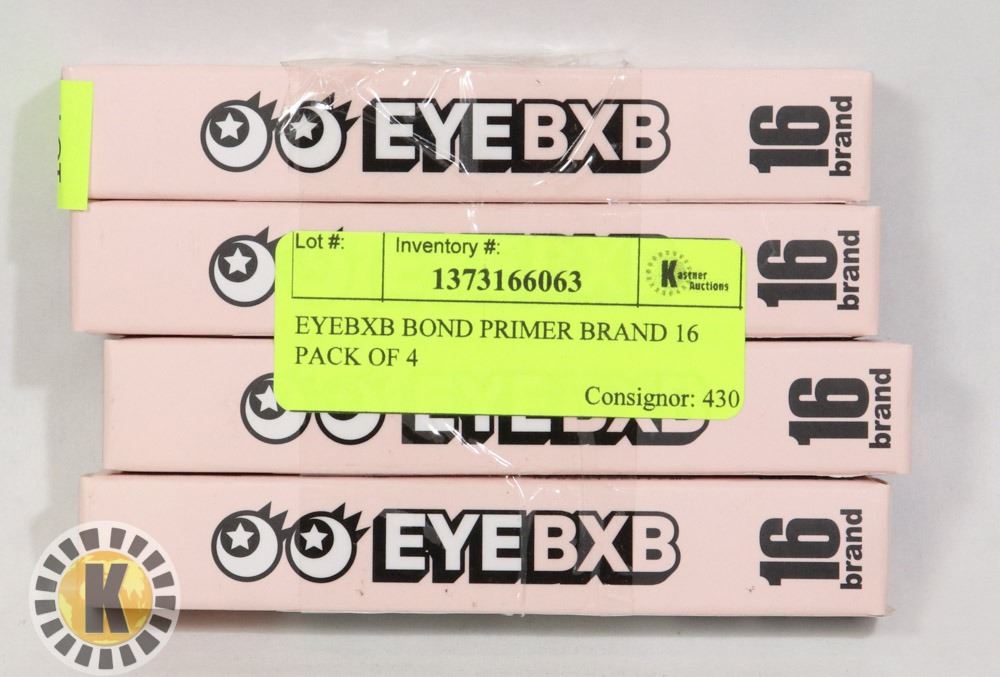 EYEBXB
16
brand
16
brand
Lot #:
Inventory #:
1373166063
Kastner
Auctions
EYEBXB BOND PRIMER BRAND 16
PACK OF 4
Consignor: 430
EYEBXB
16
brand
EYEBXB
16
brand
K